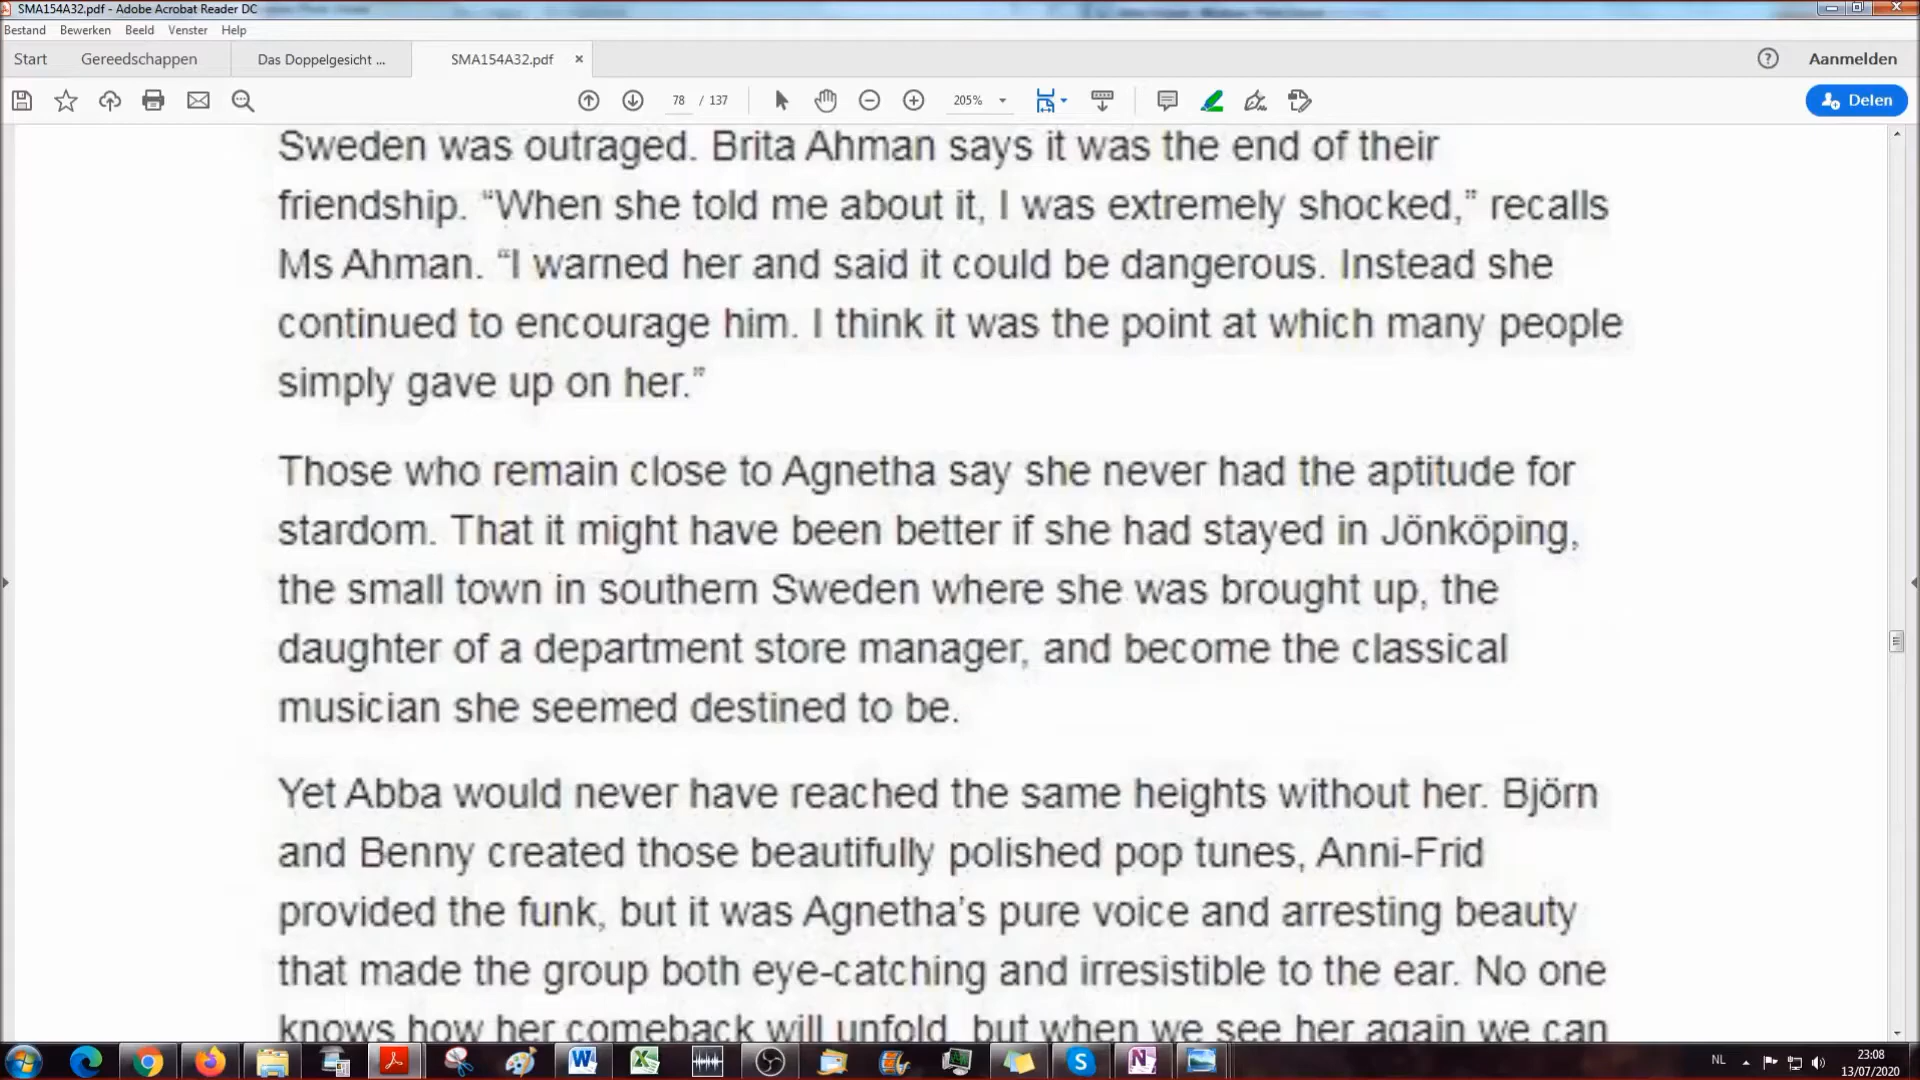 SMA154A32.pdf - Adobe Acrobat Reader DC
Bestand Bewerken Beeld Venster Help
Start Gereedschappen Das Doppelgesicht ... SMA154A32.pdf × Aanmelden
78 / 137 205% Delen
Sweden was outraged. Brita Ahman says it was the end of their
friendship. “When she told me about it, I was extremely shocked,” recalls
Ms Ahman. “I warned her and said it could be dangerous. Instead she
continued to encourage him. I think it was the point at which many people
simply gave up on her.”
Those who remain close to Agnetha say she never had the aptitude for
stardom. That it might have been better if she had stayed in Jönköping,
the small town in southern Sweden where she was brought up, the
daughter of a department store manager, and become the classical
musician she seemed destined to be.
Yet Abba would never have reached the same heights without her. Björn
and Benny created those beautifully polished pop tunes, Anni-Frid
provided the funk, but it was Agnetha’s pure voice and arresting beauty
that made the group both eye-catching and irresistible to the ear. No one
knows how her comeback will unfold, but when we see her again we can
NL 23:08
13/07/2020